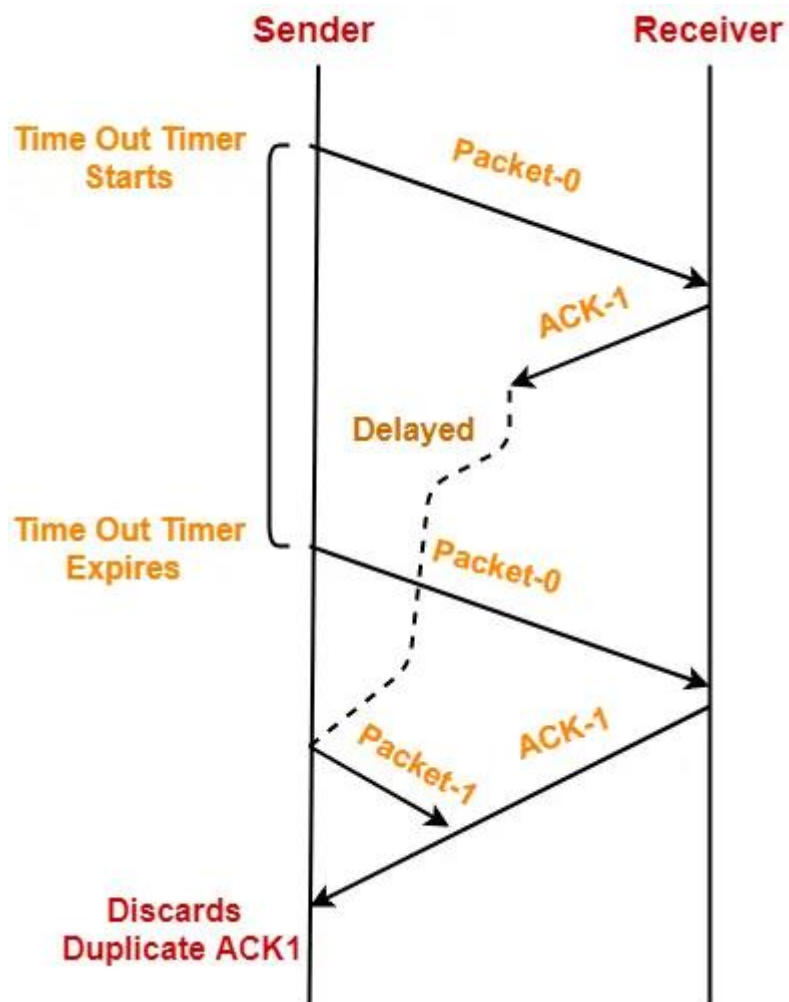 Sender
Receiver
Time Out Timer
Starts
Packet-0
ACK-1
Delayed
Time Out Timer
Expires
Packet-0
ACK-1
Packet-1
Discards
Duplicate ACK1